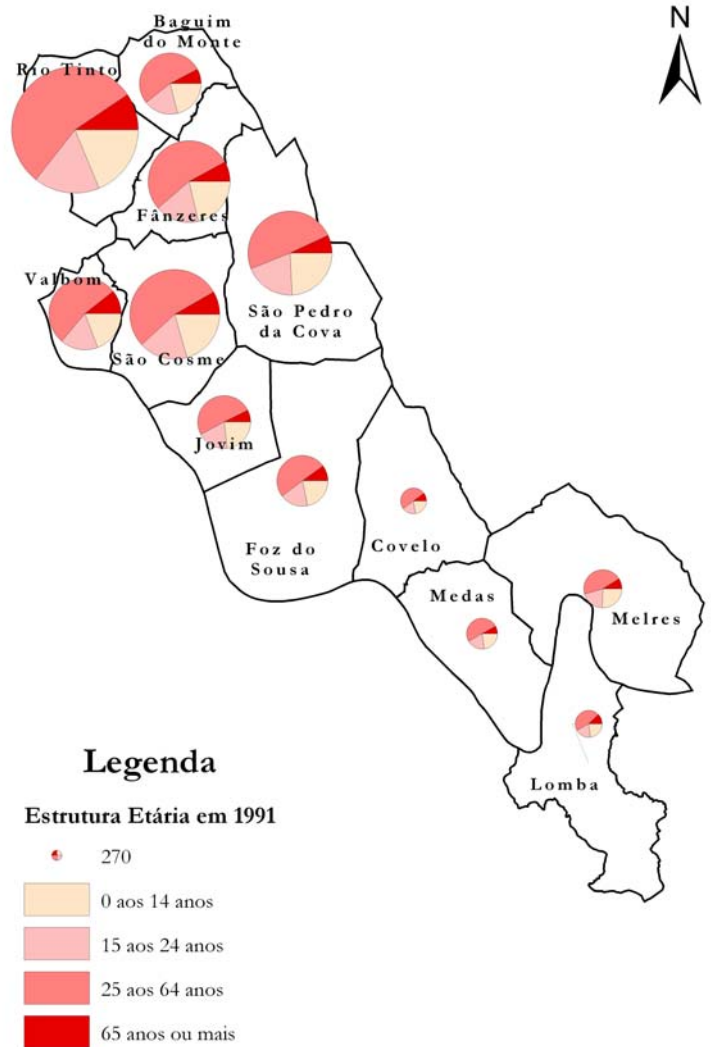 N
Baguim
do Monte
Rio Tinto
Fânzeres
Valbom
São Pedro
da Cova
São Cosme
Jovim
Foz do
Sousa
Covelo
Medas
Melres
Lomba
Legenda
Estrutura Etária em 1991
270
0 aos 14 anos
15 aos 24 anos
25 aos 64 anos
65 anos ou mais